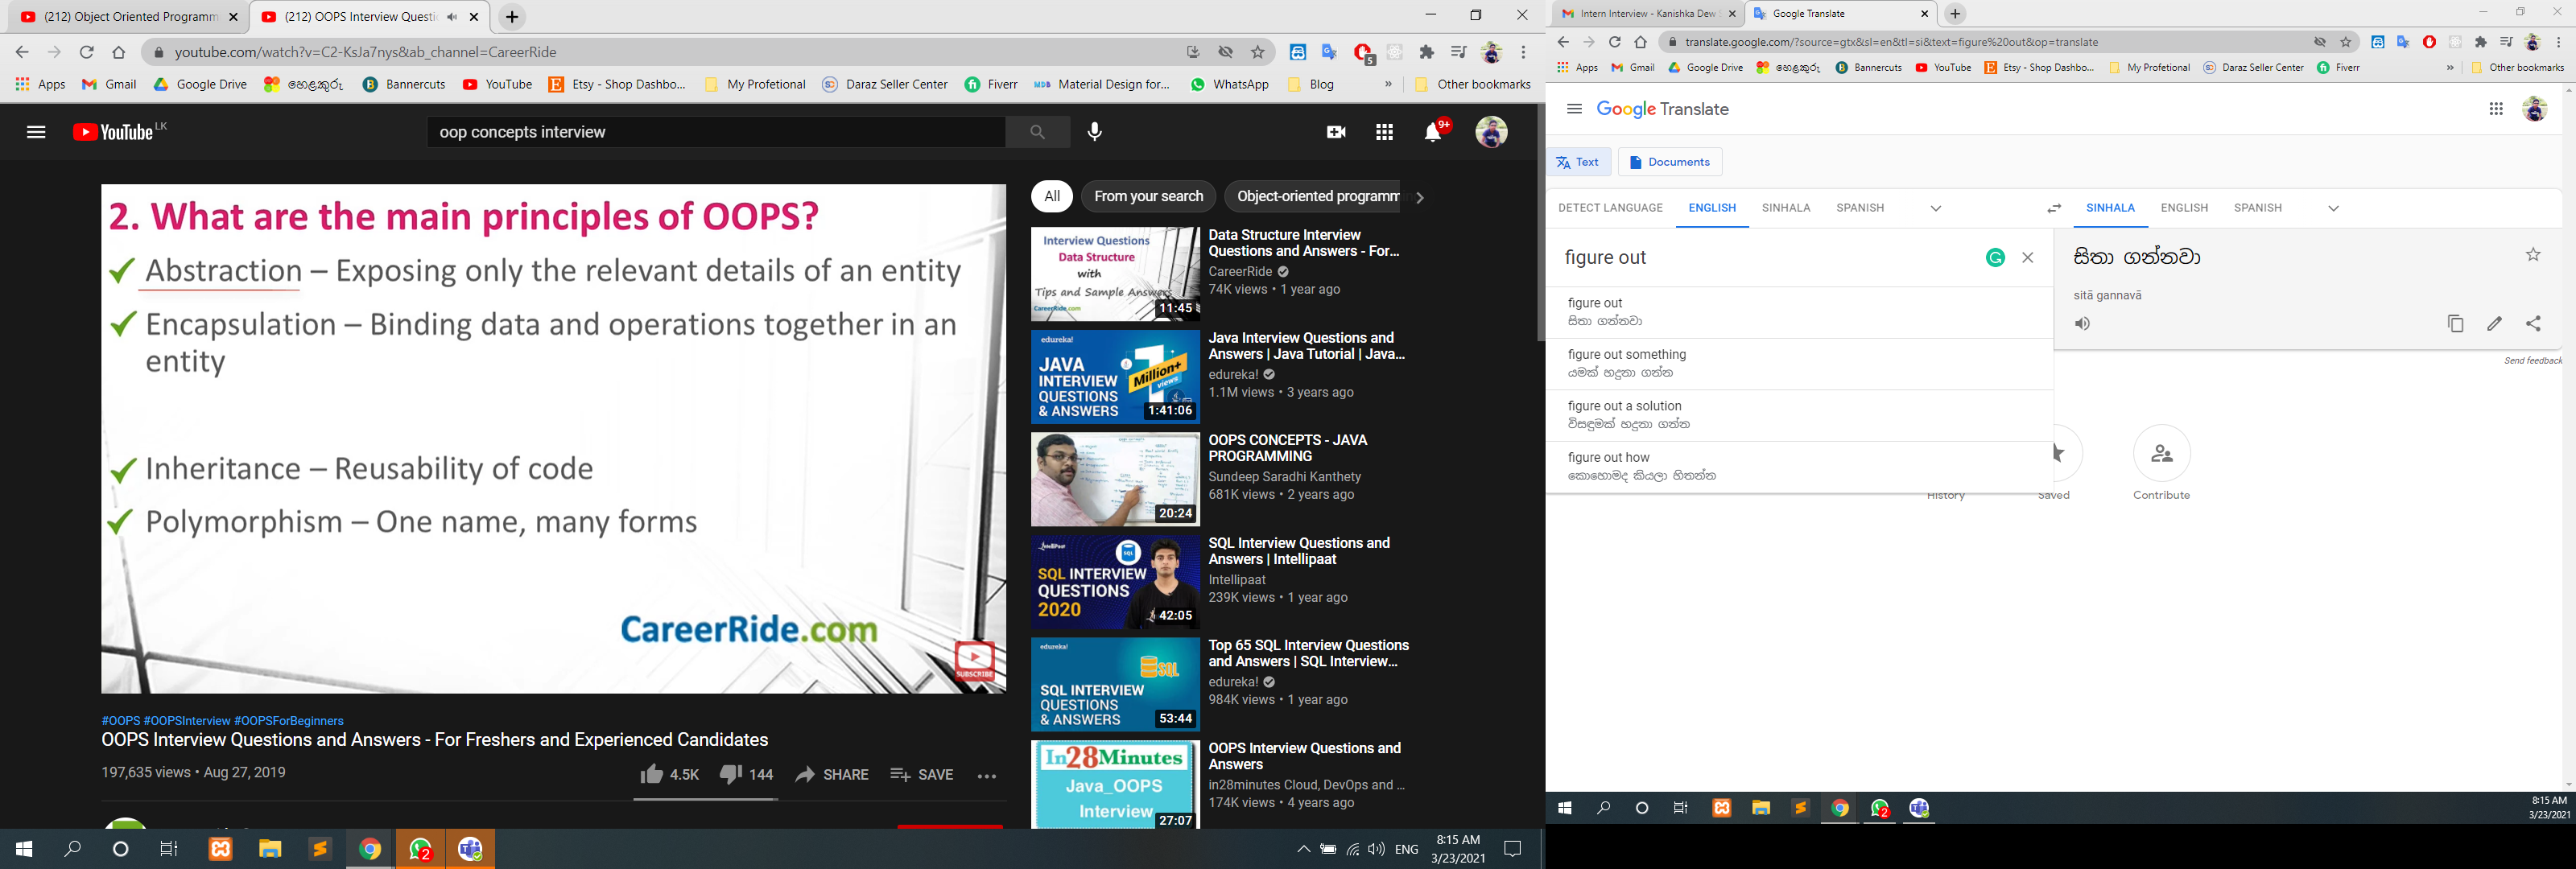 (212) Object Oriented Programm
(212) OOPS Interview Questi
youtube.com/watch?v=C2-KsJa7nys&ab_channel=CareerRide
5
Apps
Gmail
Google Drive
හෙළකුරු
Bannercuts
YouTube
Etsy - Shop Dashbo...
My Profetional
Daraz Seller Center
Fiverr
MDB
Material Design for...
WhatsApp
Blog
»
Other bookmarks
YouTube LK
oop concepts interview
9+
2. What are the main principles of OOPS?
Abstraction – Exposing only the relevant details of an entity
Encapsulation – Binding data and operations together in an
entity
Inheritance – Reusability of code
Polymorphism – One name, many forms
CareerRide.com
SUBSCRIBE
#OOPS #OOPSInterview #OOPSForBeginners
OOPS Interview Questions and Answers - For Freshers and Experienced Candidates
197,635 views • Aug 27, 2019
4.5K
144
SHARE
SAVE
All
From your search
Object-oriented programm
Interview Questions
Data Structure
with
Tips and Sample Answers
CareerRide.com
11:45
Data Structure Interview
Questions and Answers - For...
CareerRide
74K views • 1 year ago
edureka!
JAVA
INTERVIEW
QUESTIONS
& ANSWERS
1
Million+
views
1:41:06
Java Interview Questions and
Answers | Java Tutorial | Java...
edureka!
1.1M views • 3 years ago
20:24
OOPS CONCEPTS - JAVA
PROGRAMMING
Sundeep Saradhi Kanthety
681K views • 2 years ago
IntelliPaat
SQL
SQL INTERVIEW
QUESTIONS
2020
42:05
SQL Interview Questions and
Answers | Intellipaat
Intellipaat
239K views • 1 year ago
edureka!
SQL
SQL INTERVIEW
QUESTIONS
& ANSWERS
53:44
Top 65 SQL Interview Questions
and Answers | SQL Interview...
edureka!
984K views • 1 year ago
In28Minutes
Java_OOPS
Interview
27:07
OOPS Interview Questions and
Answers
in28minutes Cloud, DevOps and ...
174K views • 4 years ago
2
ENG
8:15 AM
3/23/2021
Intern Interview - Kanishka Dew S
Google Translate
translate.google.com/?source=gtx&sl=en&tl=si&text=figure%20out&op=translate
Apps
Gmail
Google Drive
හෙළකුරු
Bannercuts
YouTube
Etsy - Shop Dashbo...
My Profetional
Daraz Seller Center
Fiverr
»
Other bookmarks
Google Translate
Text
Documents
DETECT LANGUAGE
ENGLISH
SINHALA
SPANISH
SINHALA
ENGLISH
SPANISH
figure out
සිතා ගන්නවා
sitā gannavā
figure out
සිතා ගන්නවා
figure out something
යමක් හදුනා ගන්න
figure out a solution
විසඳුමක් හදුනා ගන්න
figure out how
කොහොමද කියලා හිතන්න
Send feedback
History
Saved
Contribute
2
8:15 AM
3/23/2021